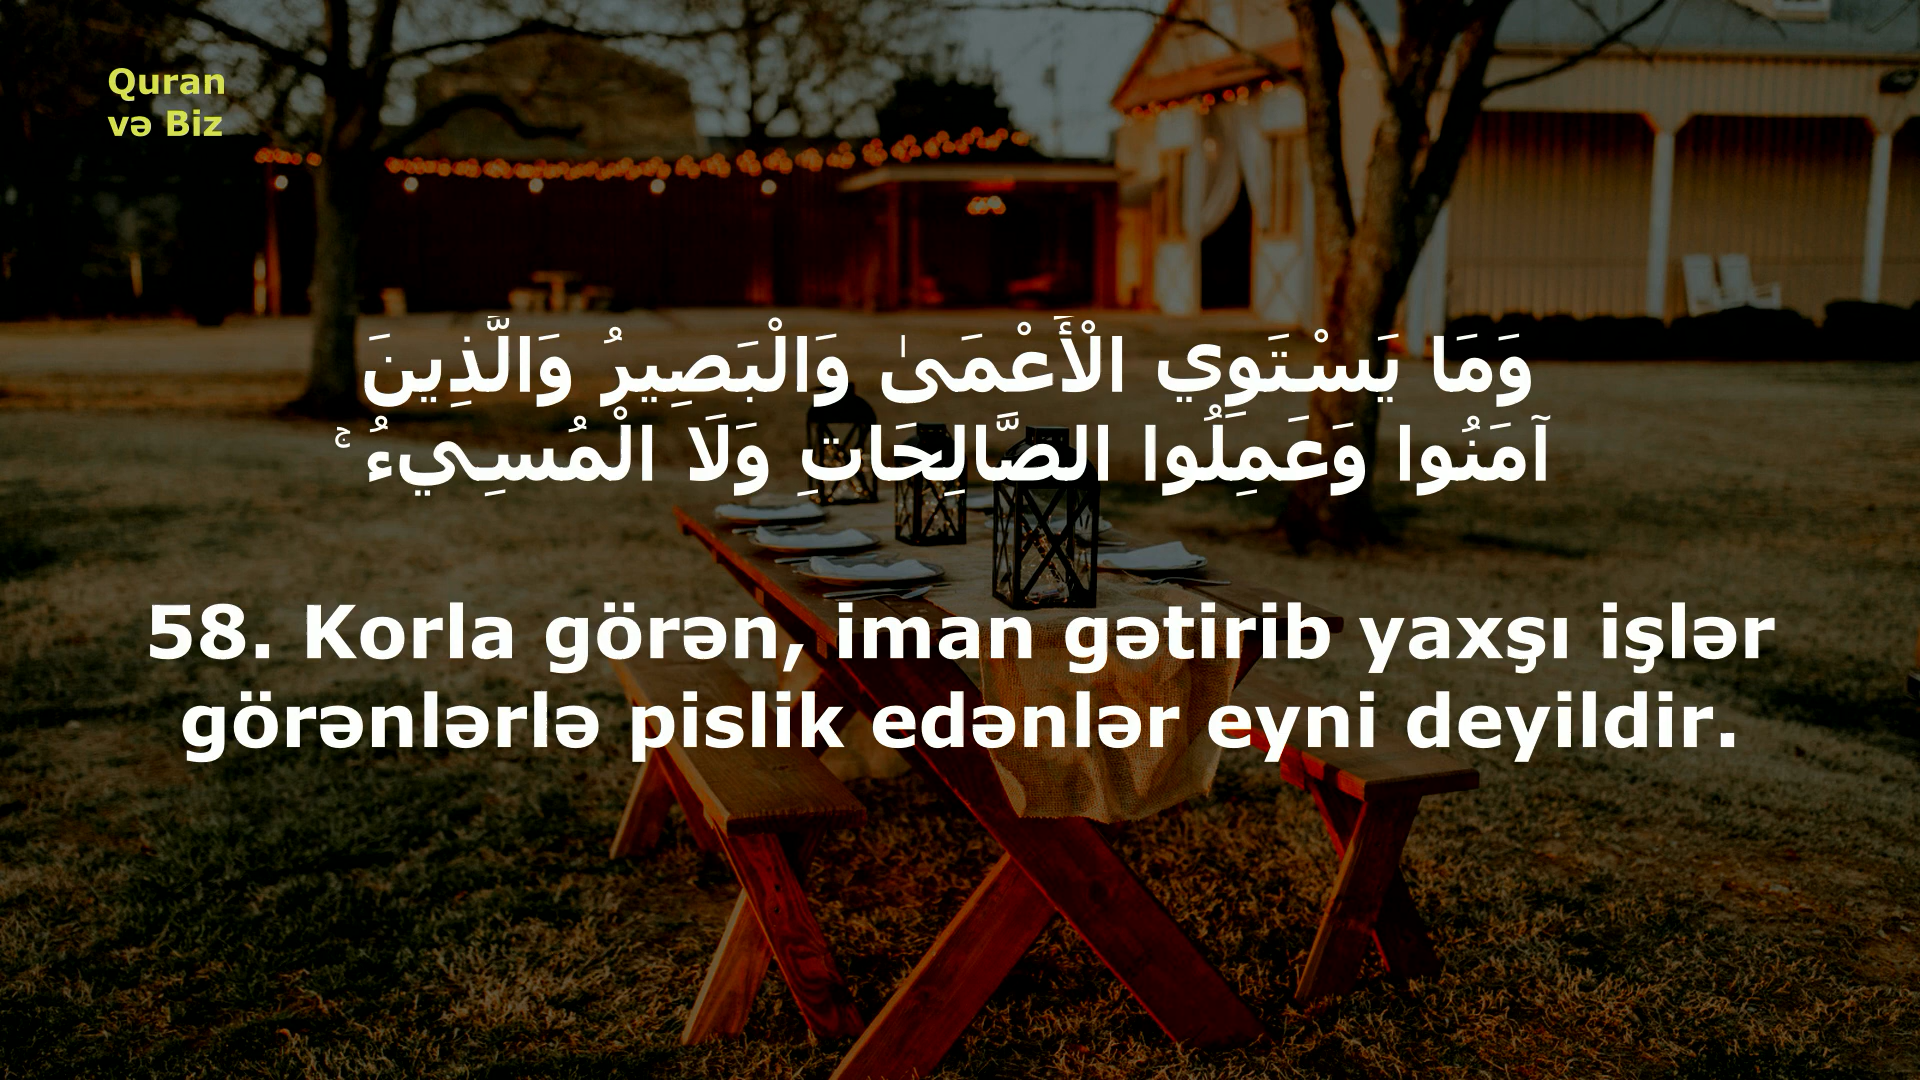 Quran
və Biz
وَمَا يَسْتَوِي الْأَعْمَىٰ وَالْبَصِيرُ وَالَّذِينَ
آمَنُوا وَعَمِلُوا الصَّالِحَاتِ وَلَا الْمُسِيءُ ۚ
58. Korla görən, iman gətirib yaxşı işlər
görənlərlə pislik edənlər eyni deyildir.